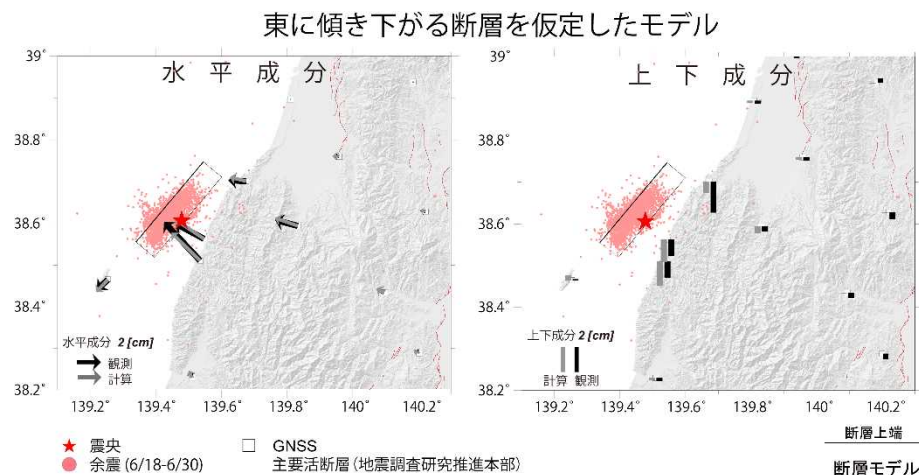 東に傾き下がる断層を仮定したモデル
水平成分
39°
38.8°
38.6°
38.4°
38.2°
139.2
139.4
139.6
139.8
140°
140.2
水平成分 2 [cm]
観測
計算
上下成分
39°
38.8°
38.6°
38.4°
38.2°
139.2
139.4
139.6
139.8
140°
140.2
上下成分 2 [cm]
計算 観測
震央
GNSS
余震 (6/18-6/30)
主要活断層(地震調査研究推進本部)
断層上端
断層モデル